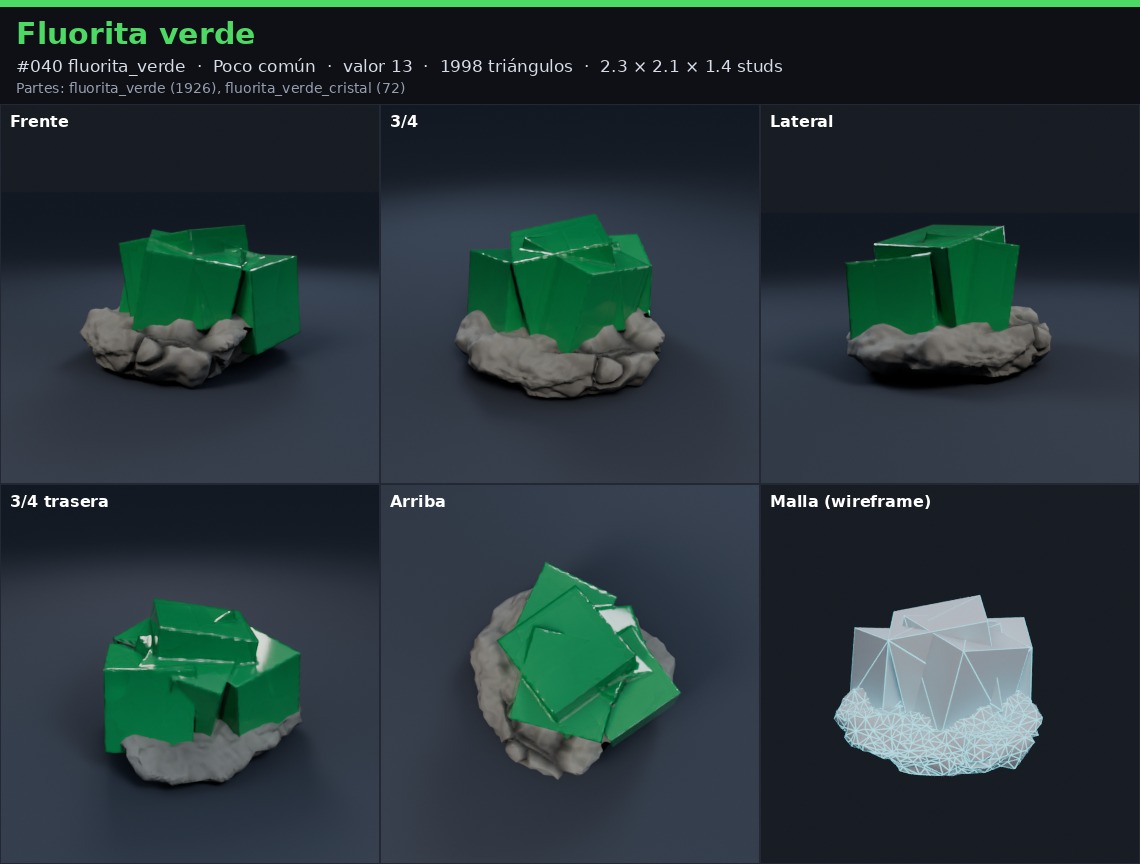 Fluorita verde
#040 fluorita_verde · Poco común · valor 13 · 1998 triángulos · 2.3 × 2.1 × 1.4 studs
Partes: fluorita_verde (1926), fluorita_verde_cristal (72)
Frente
3/4
Lateral
3/4 trasera
Arriba
Malla (wireframe)